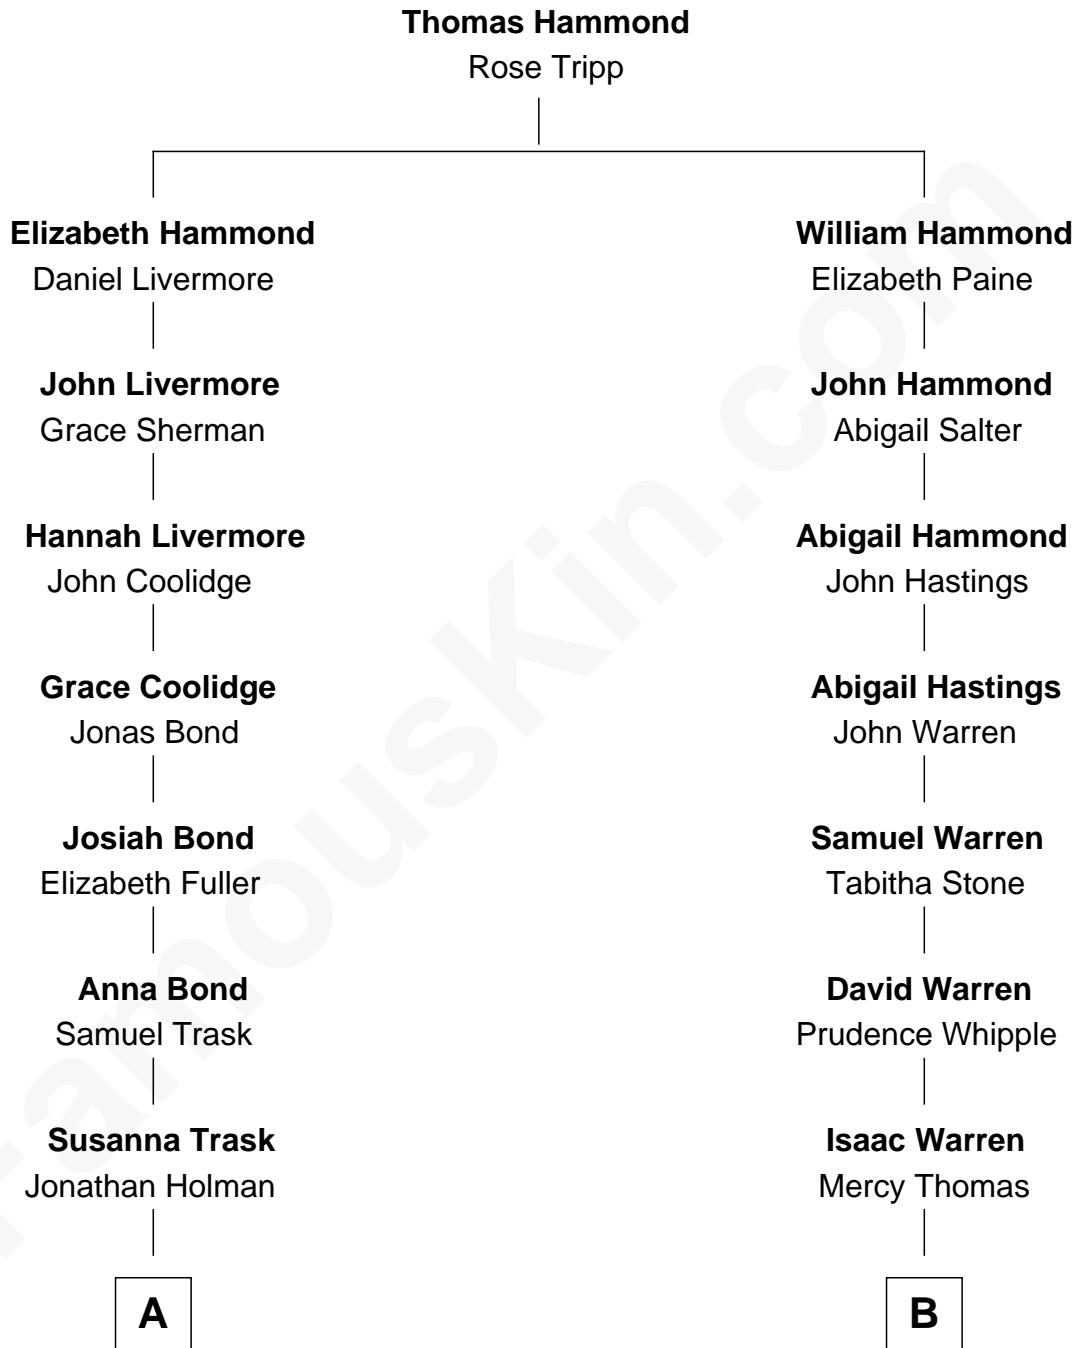 Thomas Hammond
Rose Tripp
Elizabeth Hammond
Daniel Livermore
William Hammond
Elizabeth Paine
John Livermore
Grace Sherman
John Hammond
Abigail Salter
Hannah Livermore
John Coolidge
Abigail Hammond
John Hastings
Grace Coolidge
Jonas Bond
Abigail Hastings
John Warren
Josiah Bond
Elizabeth Fuller
Samuel Warren
Tabitha Stone
Anna Bond
Samuel Trask
David Warren
Prudence Whipple
Susanna Trask
Jonathan Holman
Isaac Warren
Mercy Thomas
A
B
FamousKin.com